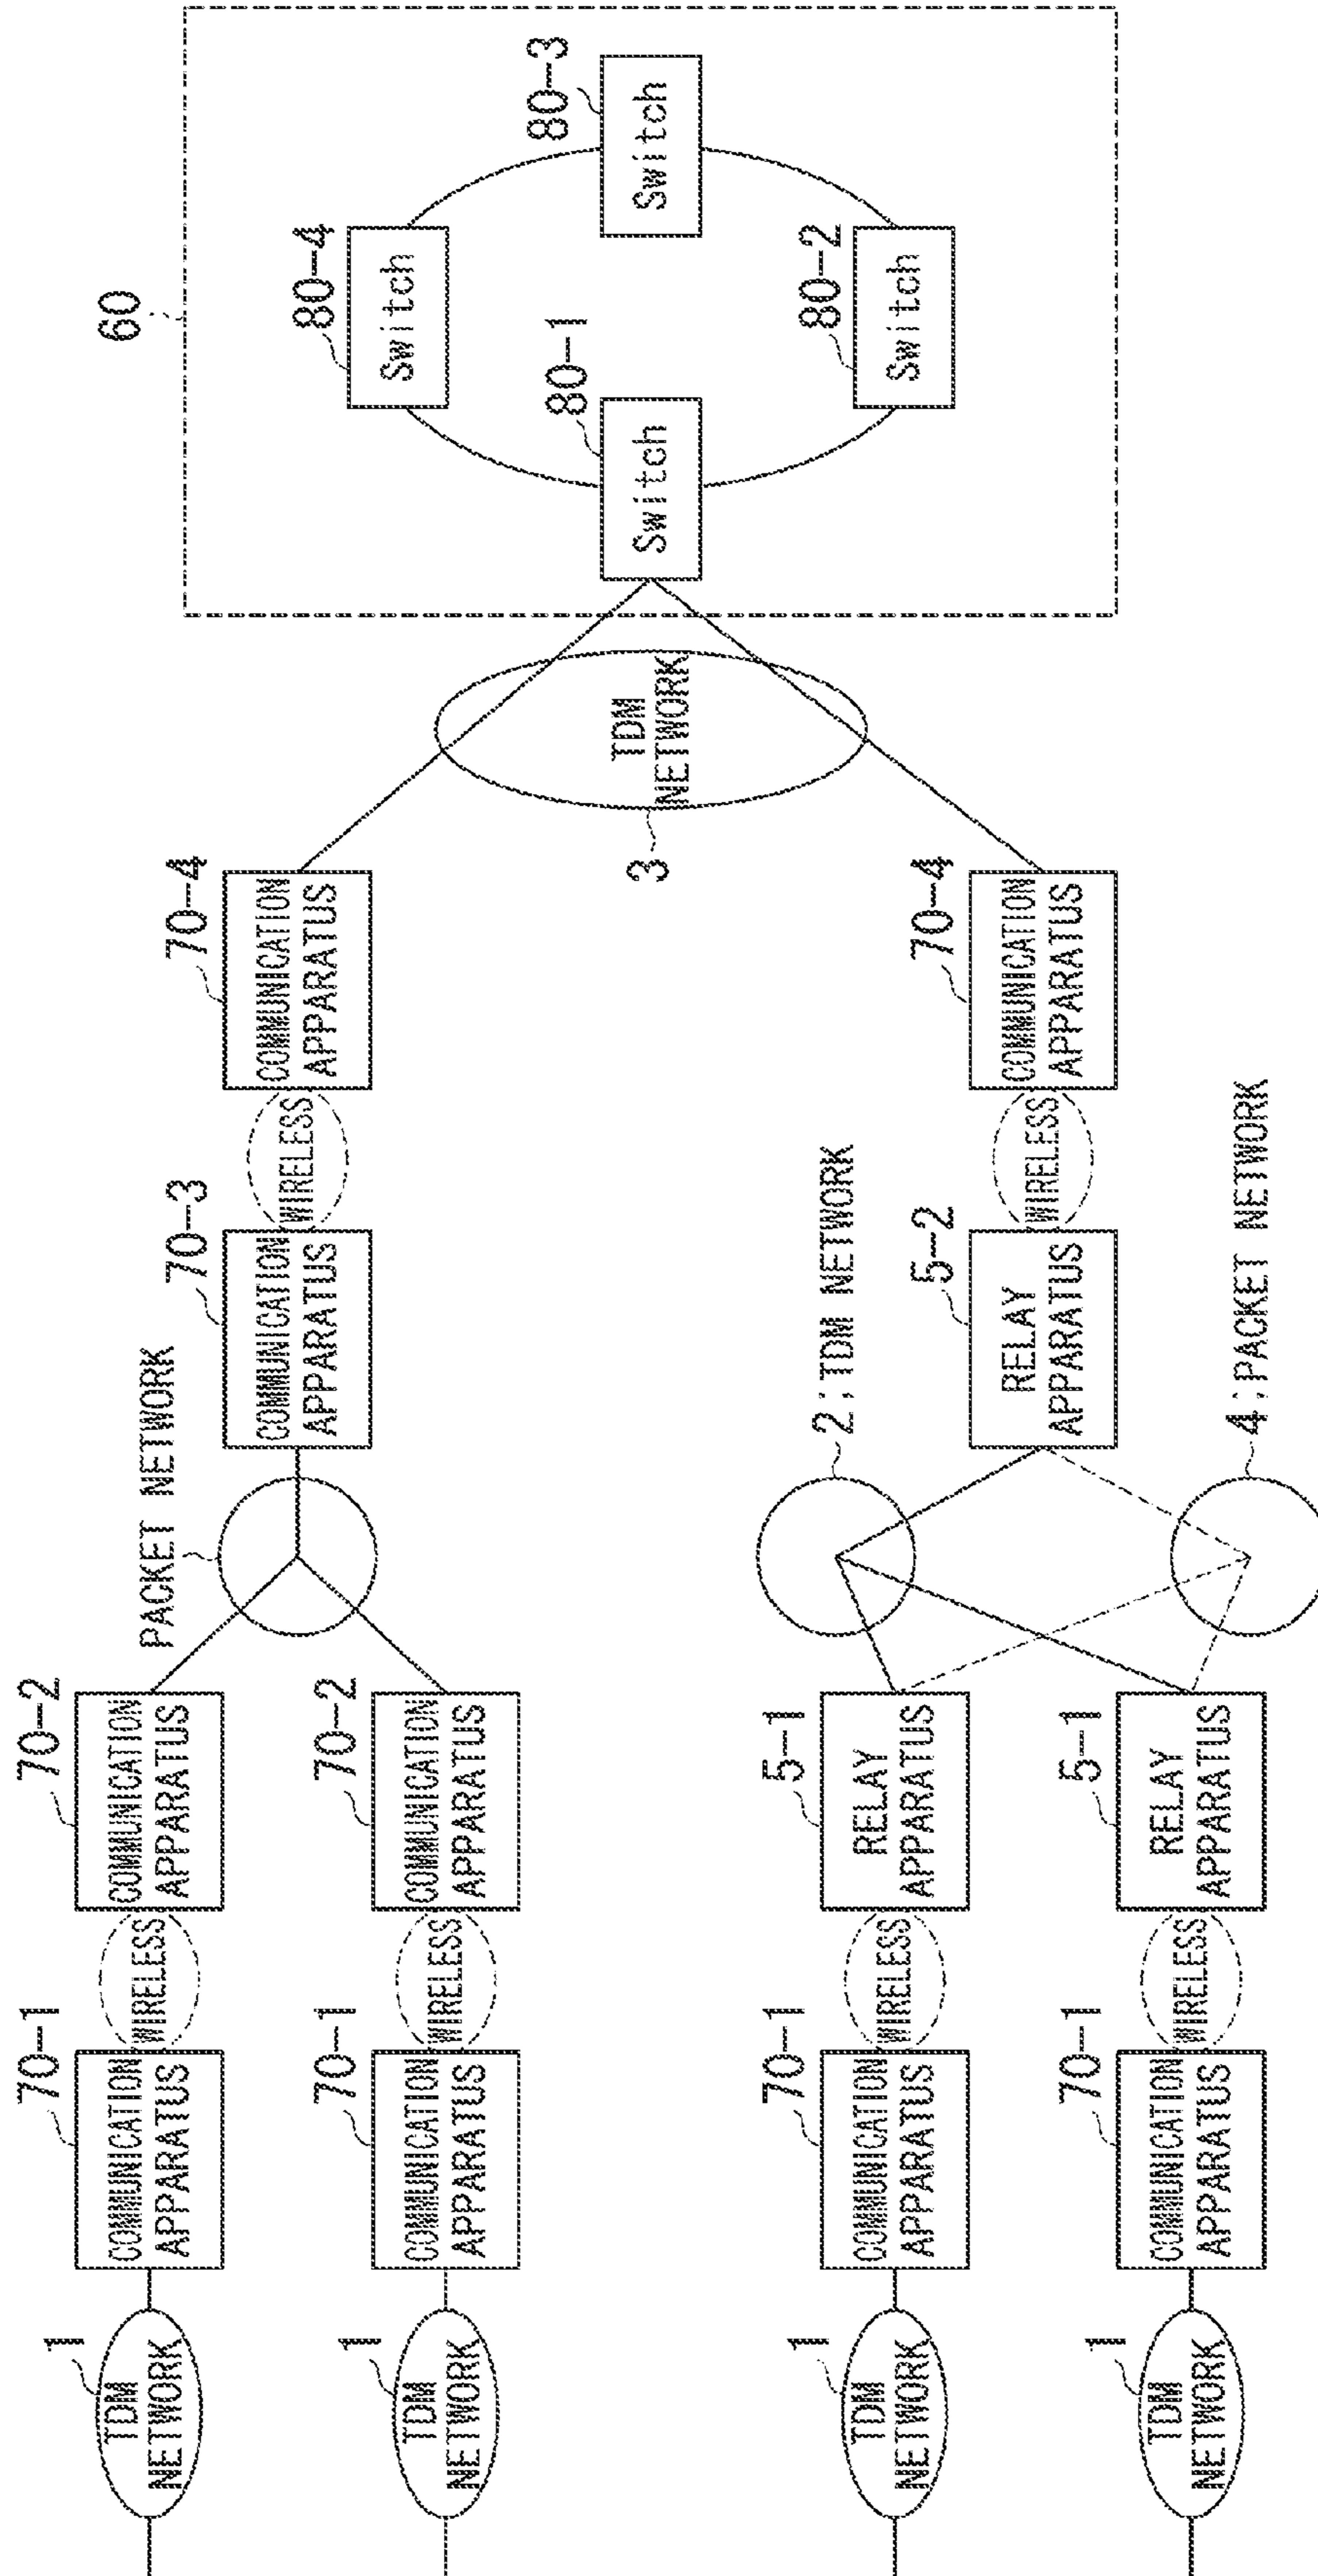 60
80-4
Switch
80-3
Switch
80-1
Switch
80-2
Switch
TDM
NETWORK
3
1
TDM
NETWORK
70-1
COMMUNICATION
APPARATUS
WIRELESS
70-2
COMMUNICATION
APPARATUS
PACKET NETWORK
70-3
COMMUNICATION
APPARATUS
WIRELESS
70-4
COMMUNICATION
APPARATUS
1
TDM
NETWORK
70-1
COMMUNICATION
APPARATUS
WIRELESS
70-2
COMMUNICATION
APPARATUS
1
TDM
NETWORK
70-1
COMMUNICATION
APPARATUS
WIRELESS
5-1
RELAY
APPARATUS
2;TDM NETWORK
5-2
RELAY
APPARATUS
WIRELESS
70-4
COMMUNICATION
APPARATUS
1
TDM
NETWORK
70-1
COMMUNICATION
APPARATUS
WIRELESS
5-1
RELAY
APPARATUS
4;PACKET NETWORK